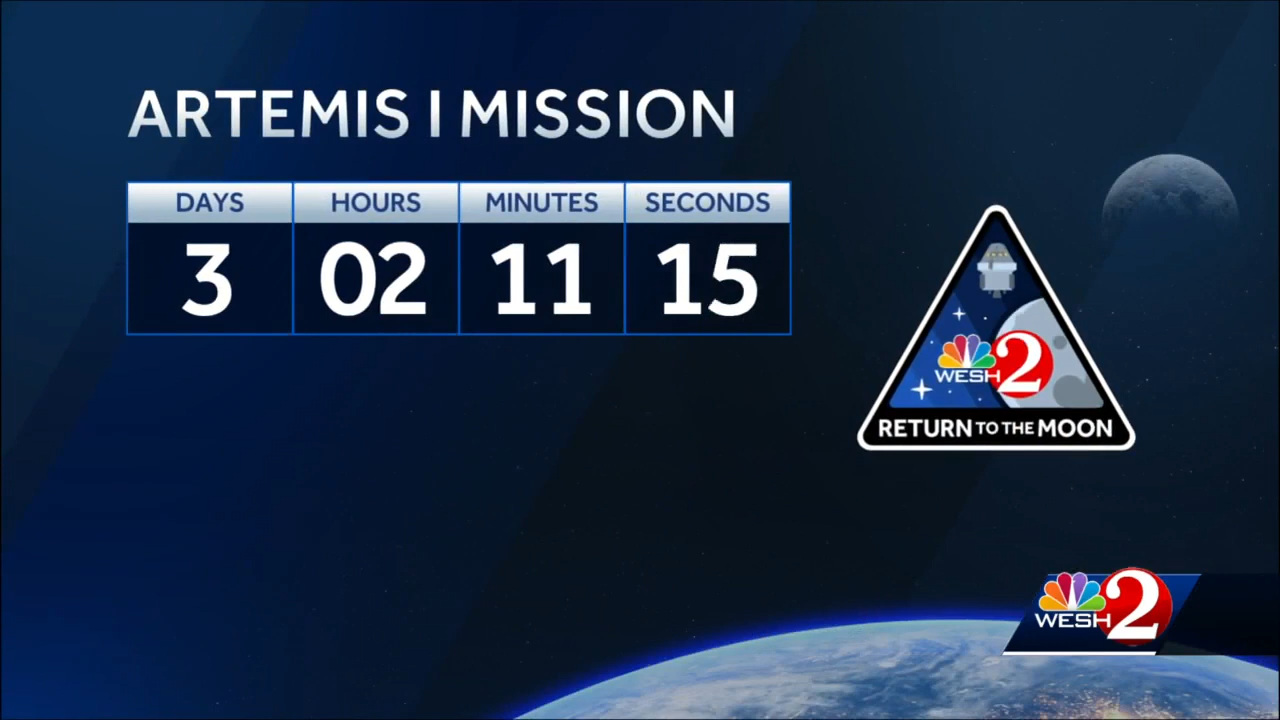 ARTEMIS I MISSION
DAYS HOURS MINUTES SECONDS
3 02 11 15
WESH 2
RETURN TO THE MOON
WESH 2